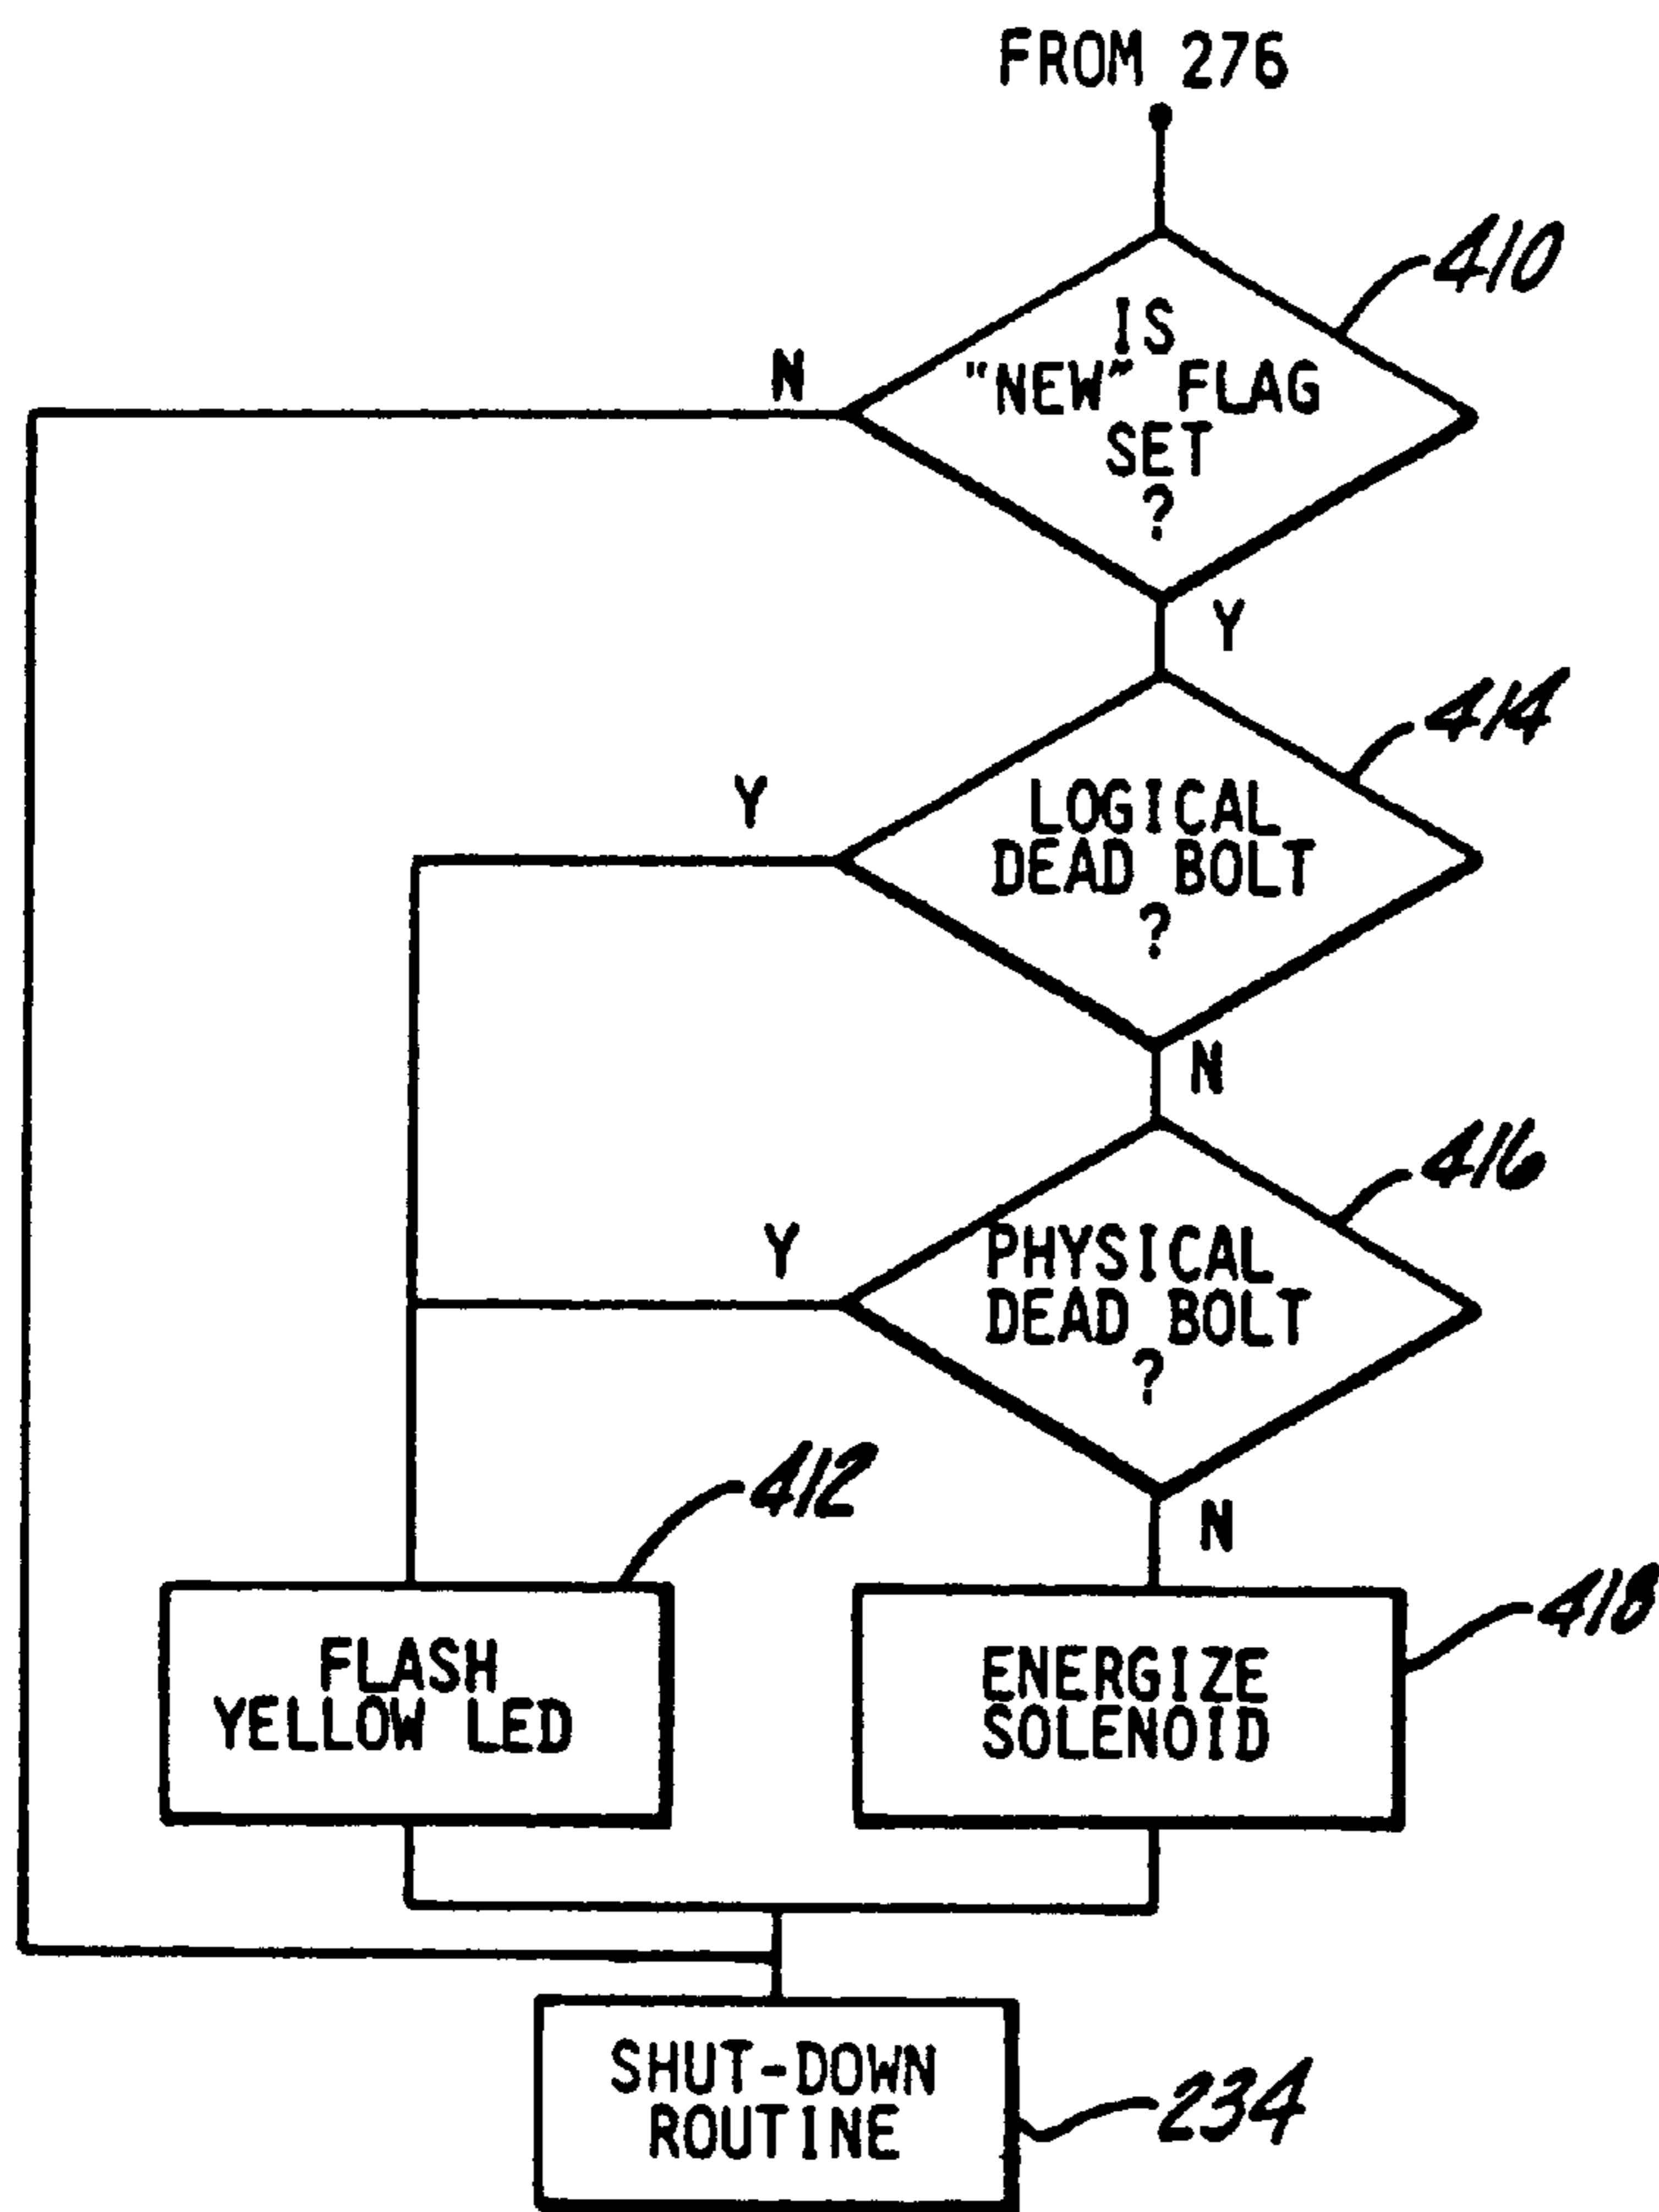 FROM 276
410
IS
"NEW" FLAG
SET
?
N
Y
414
LOGICAL
DEAD BOLT
?
Y
N
416
PHYSICAL
DEAD BOLT
?
Y
N
412
FLASH
YELLOW LED
418
ENERGIZE
SOLENOID
SHUT-DOWN
ROUTINE
234